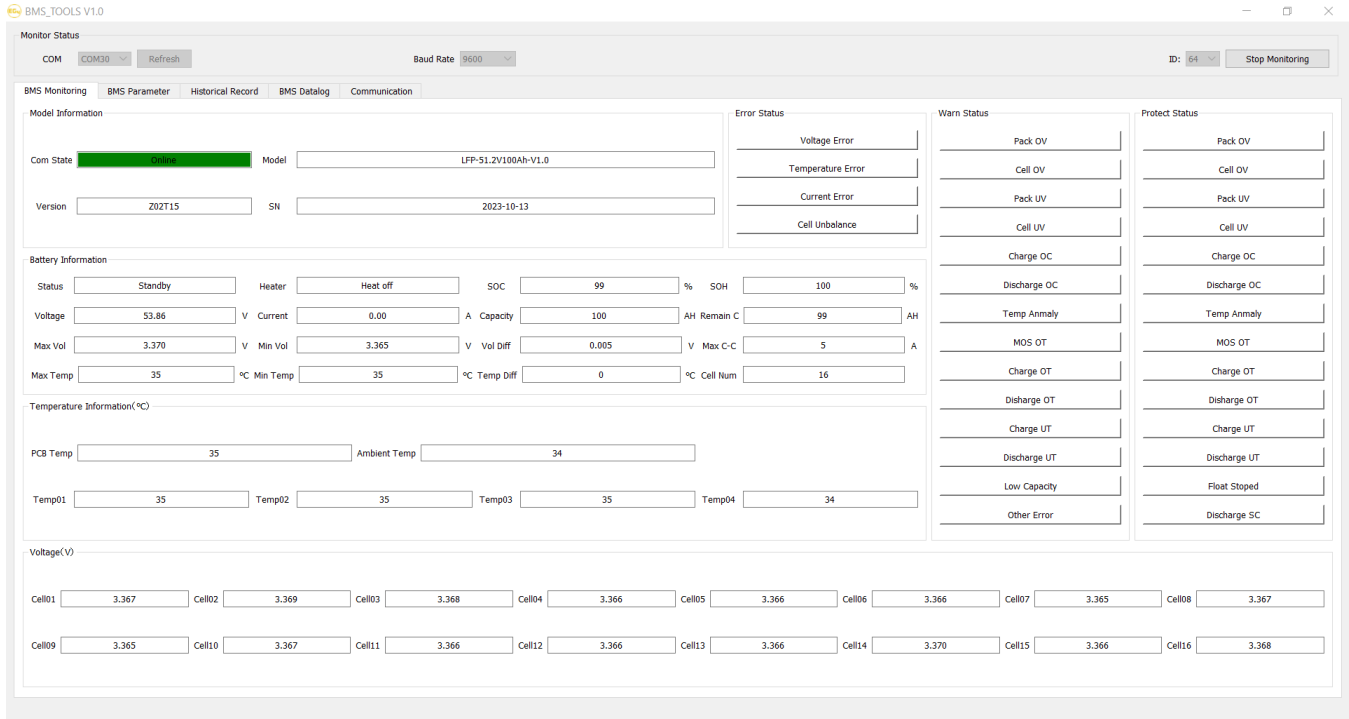 BMS_TOOLS V1.0
Monitor Status
COM COM30 Refresh Baud Rate 9600 ID: 64 Stop Monitoring
BMS Monitoring BMS Parameter Historical Record BMS Datalog Communication
Model Information
Com State Online Model LFP-51.2V100Ah-V1.0
Version Z02T15 SN 2023-10-13
Error Status
Voltage Error
Temperature Error
Current Error
Cell Unbalance
Warn Status
Pack OV
Cell OV
Pack UV
Cell UV
Charge OC
Discharge OC
Temp Anmaly
MOS OT
Charge OT
Disharge OT
Charge UT
Discharge UT
Low Capacity
Other Error
Protect Status
Pack OV
Cell OV
Pack UV
Cell UV
Charge OC
Discharge OC
Temp Anmaly
MOS OT
Charge OT
Disharge OT
Charge UT
Discharge UT
Float Stoped
Discharge SC
Battery Information
Status Standby Heater Heat off SOC 99 % SOH 100 %
Voltage 53.86 V Current 0.00 A Capacity 100 AH Remain C 99 AH
Max Vol 3.370 V Min Vol 3.365 V Vol Diff 0.005 V Max C-C 5 A
Max Temp 35 ºC Min Temp 35 ºC Temp Diff 0 ºC Cell Num 16
Temperature Information(ºC)
PCB Temp 35 Ambient Temp 34
Temp01 35 Temp02 35 Temp03 35 Temp04 34
Voltage(V)
Cell01 3.367 Cell02 3.369 Cell03 3.368 Cell04 3.366 Cell05 3.366 Cell06 3.366 Cell07 3.365 Cell08 3.367
Cell09 3.365 Cell10 3.367 Cell11 3.366 Cell12 3.366 Cell13 3.366 Cell14 3.370 Cell15 3.366 Cell16 3.368